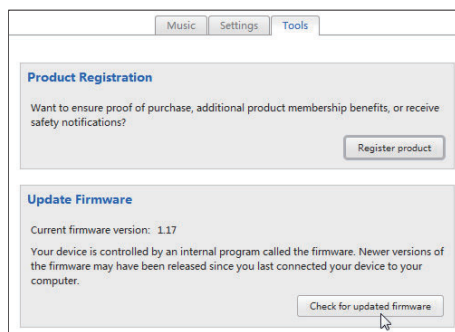 Music Settings Tools
Product Registration
Want to ensure proof of purchase, additional product membership benefits, or receive
safety notifications?
Register product
Update Firmware
Current firmware version: 1.17
Your device is controlled by an internal program called the firmware. Newer versions of
the firmware may have been released since you last connected your device to your
computer.
Check for updated firmware